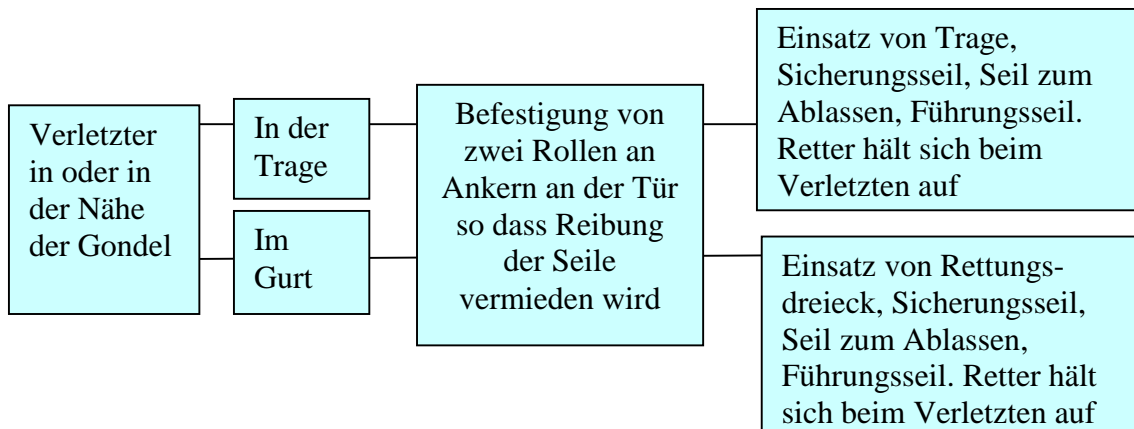 Verletzter
in oder in
der Nähe
der Gondel
In der
Trage
Im
Gurt
Befestigung von
zwei Rollen an
Ankern an der Tür
so dass Reibung
der Seile
vermieden wird
Einsatz von Trage,
Sicherungsseil, Seil zum
Ablassen, Führungsseil.
Retter hält sich beim
Verletzten auf
Einsatz von Rettungs-
dreieck, Sicherungsseil,
Seil zum Ablassen,
Führungsseil. Retter hält
sich beim Verletzten auf